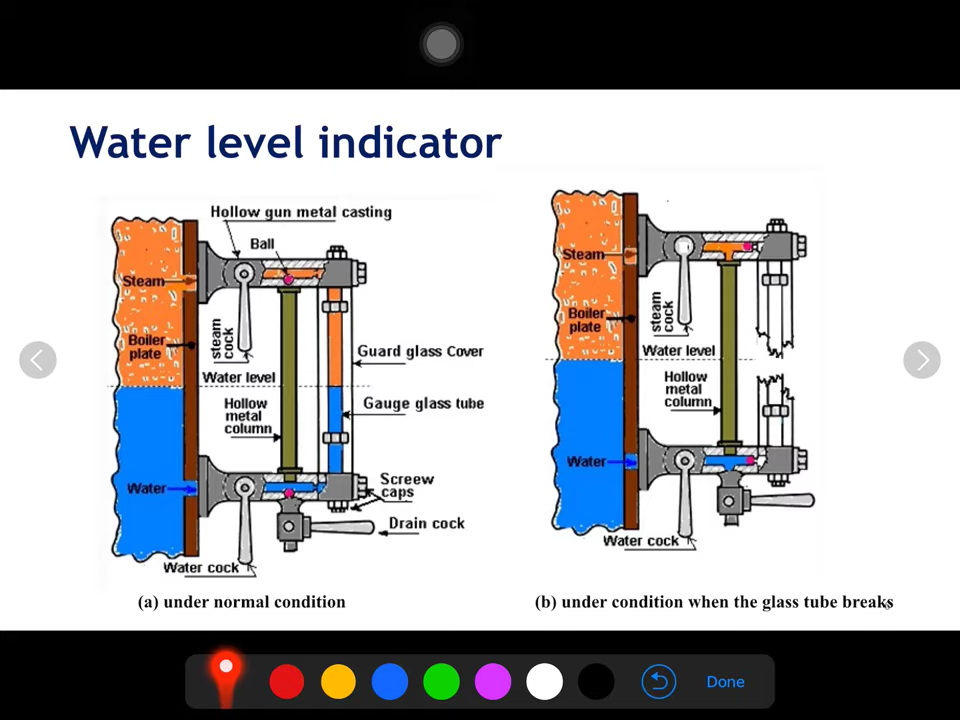 Water level indicator
Hollow gun metal casting
Ball
Steam
steam
cock
Boiler
plate
Guard glass Cover
Water level
Gauge glass tube
Hollow
metal
column
Screew
caps
Water
Drain cock
Water cock
(a) under normal condition
Steam
steam
cock
Boiler
plate
Water level
Hollow
metal
column
Water
Water cock
(b) under condition when the glass tube breaks
Done